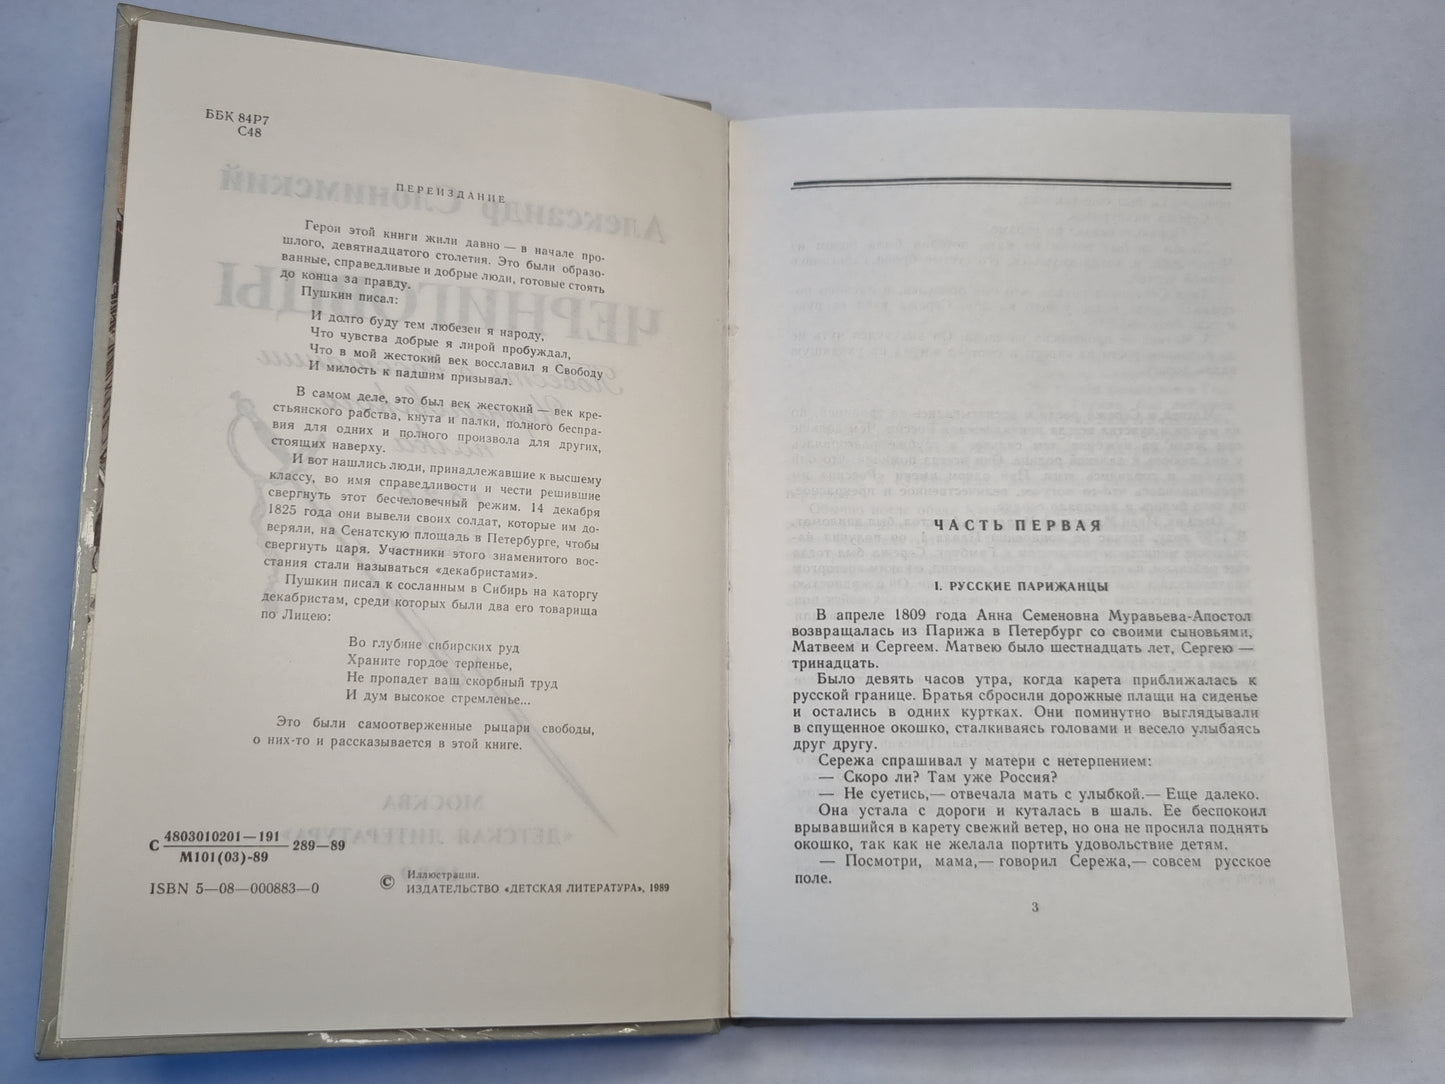 ББК 84Р7
С48
ПЕРЕИЗДАНИЕ
Герои этой книги жили давно — в начале про-
шлого, девятнадцатого столетия. Это были образо-
ванные, справедливые и добрые люди, готовые стоять
до конца за правду.
Пушкин писал:
И долго буду тем любезен я народу,
Что чувства добрые я лирой пробуждал,
Что в мой жестокий век восславил я Свободу
И милость к падшим призывал.
В самом деле, это был век жестокий — век кре-
стьянского рабства, кнута и палки, полного беспра-
вия для одних и полного произвола для других,
стоящих наверху.
И вот нашлись люди, принадлежавшие к высшему
классу, во имя справедливости и чести решившие
свергнуть этот бесчеловечный режим. 14 декабря
1825 года они вывели своих солдат, которые им до-
веряли, на Сенатскую площадь в Петербурге, чтобы
свергнуть царя. Участники этого знаменитого вос-
стания стали называться «декабристами».
Пушкин писал к сосланным в Сибирь на каторгу
декабристам, среди которых были два его товарища
по Лицею:
Во глубине сибирских руд
Храните гордое терпенье,
Не пропадет ваш скорбный труд
И дум высокое стремленье...
Это были самоотверженные рыцари свободы,
о них-то и рассказывается в этой книге.
С 4803010201—191
М101(03)-89 289—89
ISBN 5—08—000883—0
© Иллюстрации.
ИЗДАТЕЛЬСТВО «ДЕТСКАЯ ЛИТЕРАТУРА», 1989
ЧАСТЬ ПЕРВАЯ
I. РУССКИЕ ПАРИЖАНЦЫ
В апреле 1809 года Анна Семеновна Муравьева-Апостол
возвращалась из Парижа в Петербург со своими сыновьями,
Матвеем и Сергеем. Матвею было шестнадцать лет, Сергею —
тринадцать.
Было девять часов утра, когда карета приближалась к
русской границе. Братья сбросили дорожные плащи на сиденье
и остались в одних куртках. Они поминутно выглядывали
в спущенное окошко, сталкиваясь головами и весело улыбаясь
друг другу.
Сережа спрашивал у матери с нетерпением:
— Скоро ли? Там уже Россия?
— Не суетись,— отвечала мать с улыбкой.— Еще далеко.
Она устала с дороги и куталась в шаль. Ее беспокоил
врывавшийся в карету свежий ветер, но она не просила поднять
окошко, так как не желала портить удовольствие детям.
— Посмотри, мама,— говорил Сережа,— совсем русское
поле.
3